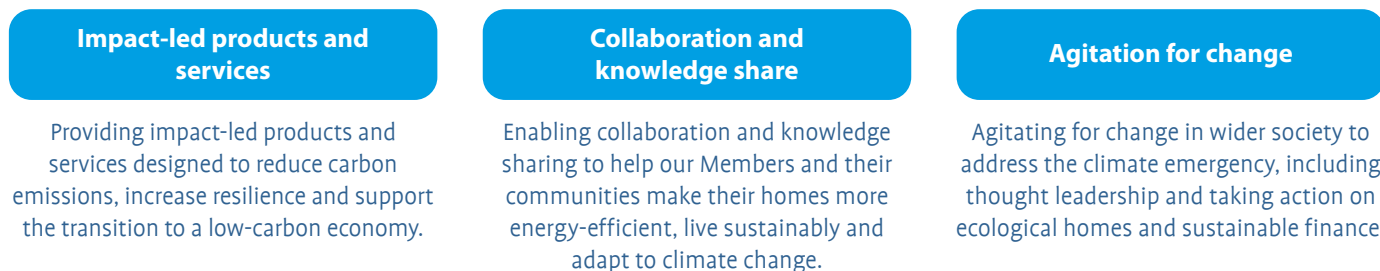 Impact-led products and
services
Providing impact-led products and
services designed to reduce carbon
emissions, increase resilience and support
the transition to a low-carbon economy.
Collaboration and
knowledge share
Enabling collaboration and knowledge
sharing to help our Members and their
communities make their homes more
energy-efficient, live sustainably and
adapt to climate change.
Agitation for change
Agitating for change in wider society to
address the climate emergency, including
thought leadership and taking action on
ecological homes and sustainable finance